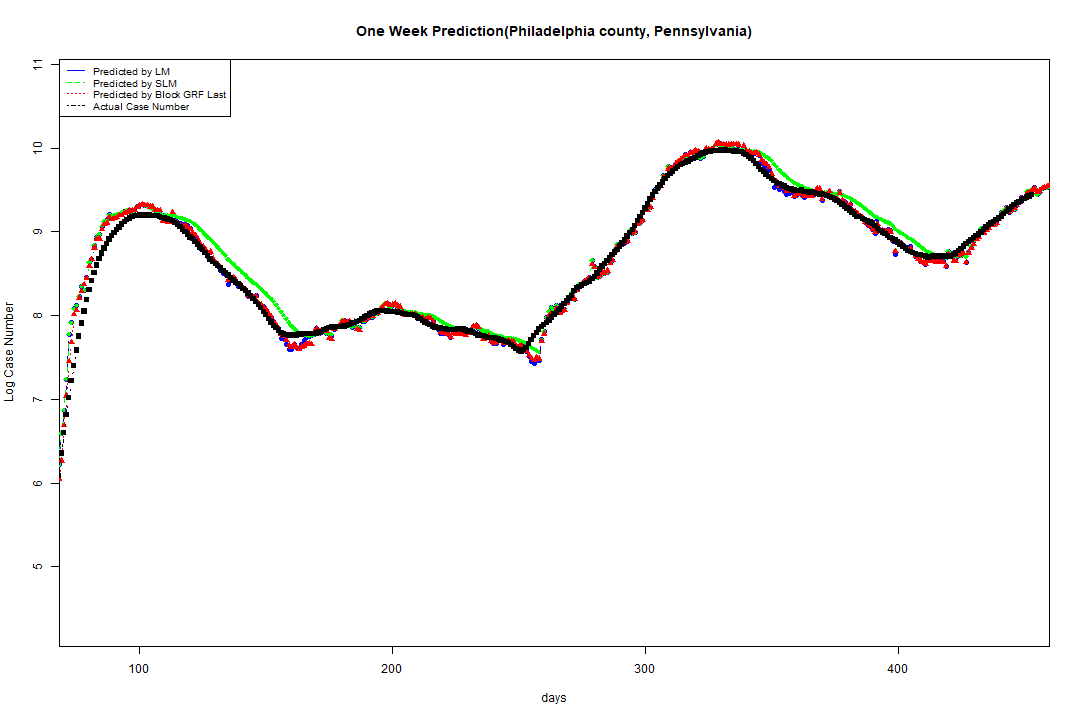 One Week Prediction(Philadelphia county, Pennsylvania)
Predicted by LM
Predicted by SLM
Predicted by Block GRF Last
Actual Case Number
11
10
9
8
7
6
5
Log Case Number
100 200 300 400
days